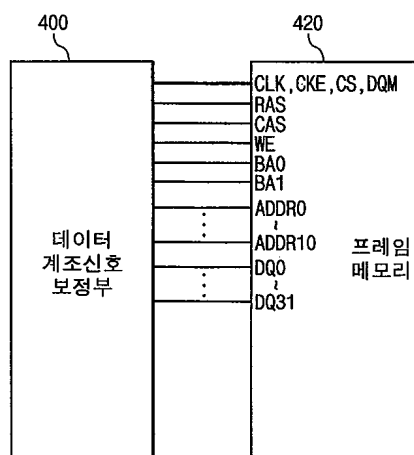 400
420
CLK,CKE,CS,DQM
RAS
CAS
WE
BA0
BA1
ADDR0
~
ADDR10
DQ0
~
DQ31
데이터
계조신호
보정부
프레임
메모리